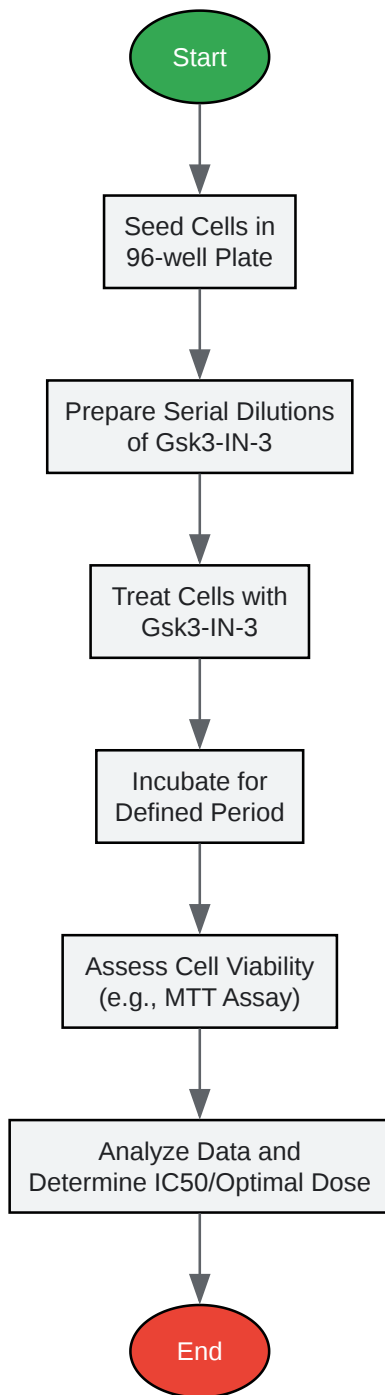 Start
Seed Cells in
96-well Plate
Prepare Serial Dilutions
of Gsk3-IN-3
Treat Cells with
Gsk3-IN-3
Incubate for
Defined Period
Assess Cell Viability
(e.g., MTT Assay)
Analyze Data and
Determine IC50/Optimal Dose
End